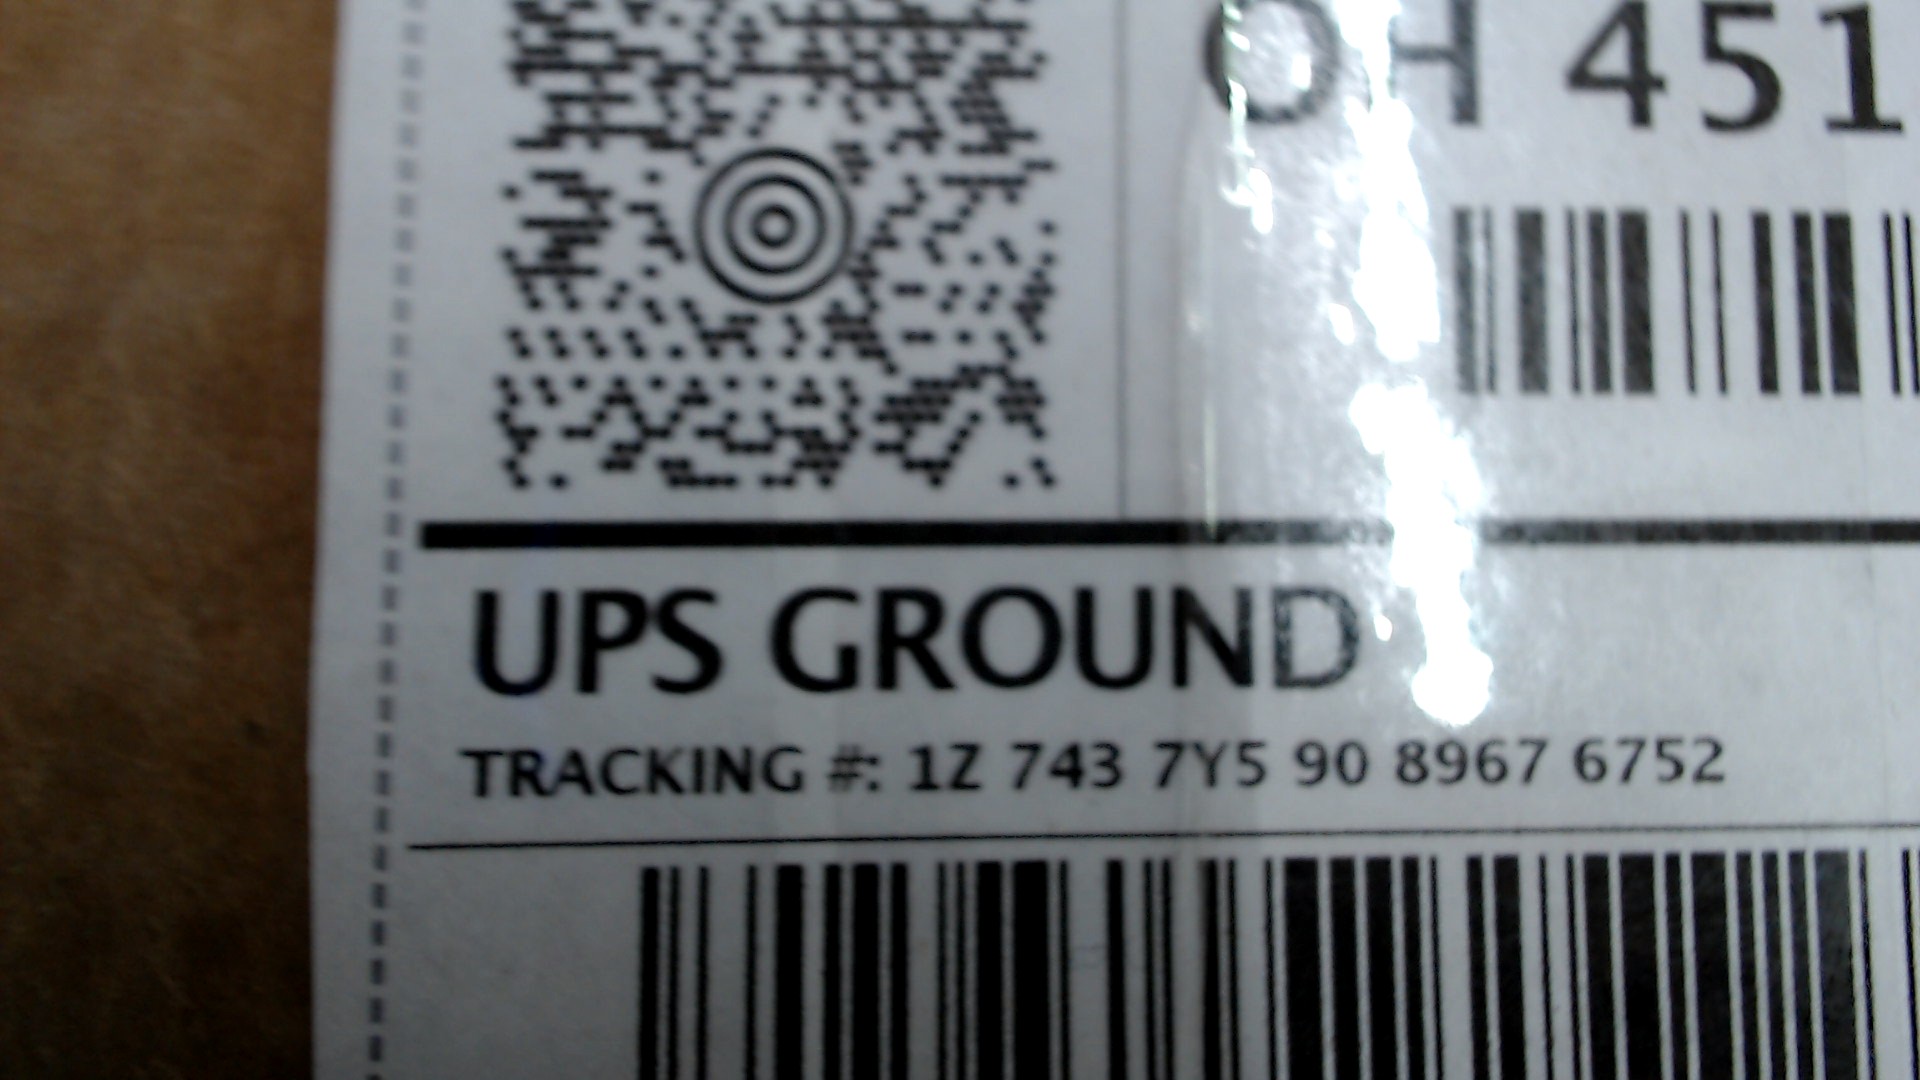 OH 451
UPS GROUND
TRACKING #: 1Z 743 7Y5 90 8967 6752